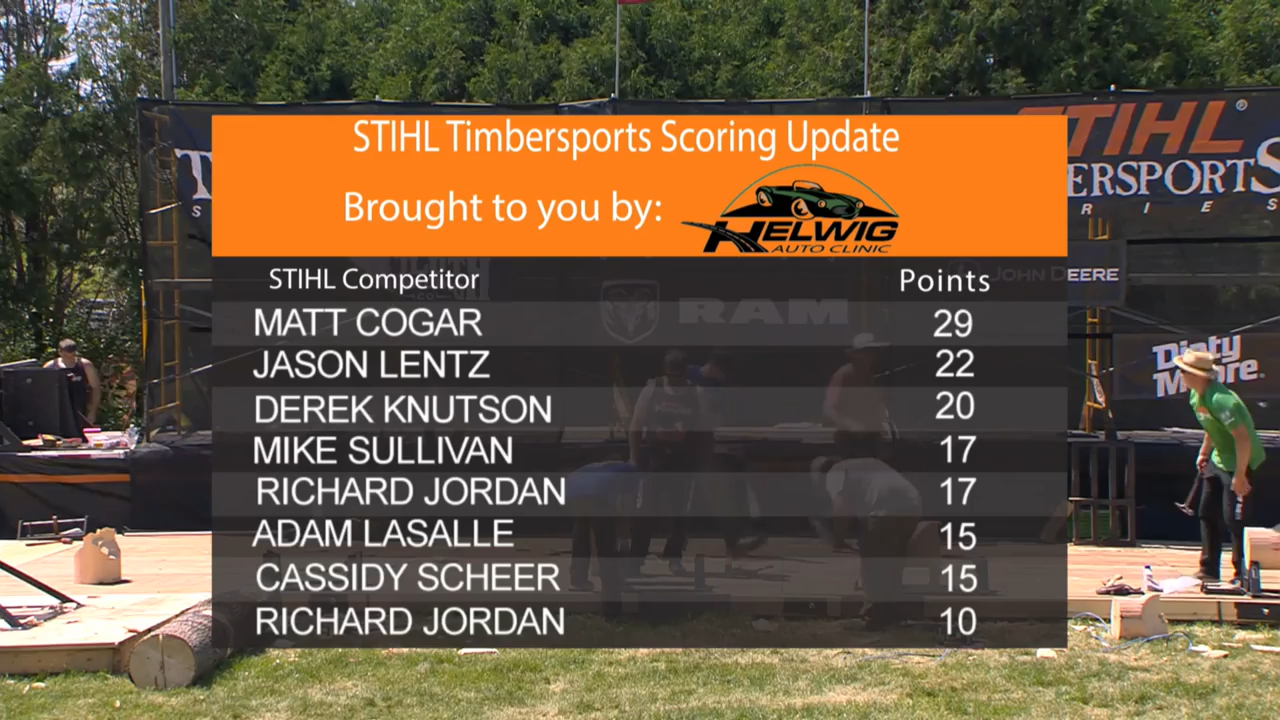 STIHL Timbersports Scoring Update
Brought to you by:
HELWIG
AUTO CLINIC
STIHL Competitor Points
MATT COGAR 29
JASON LENTZ 22
DEREK KNUTSON 20
MIKE SULLIVAN 17
RICHARD JORDAN 17
ADAM LASALLE 15
CASSIDY SCHEER 15
RICHARD JORDAN 10
STIHL®
ERSPORTS
R I E S
JOHN DEERE
RAM
Dinty
Moore®
T
S